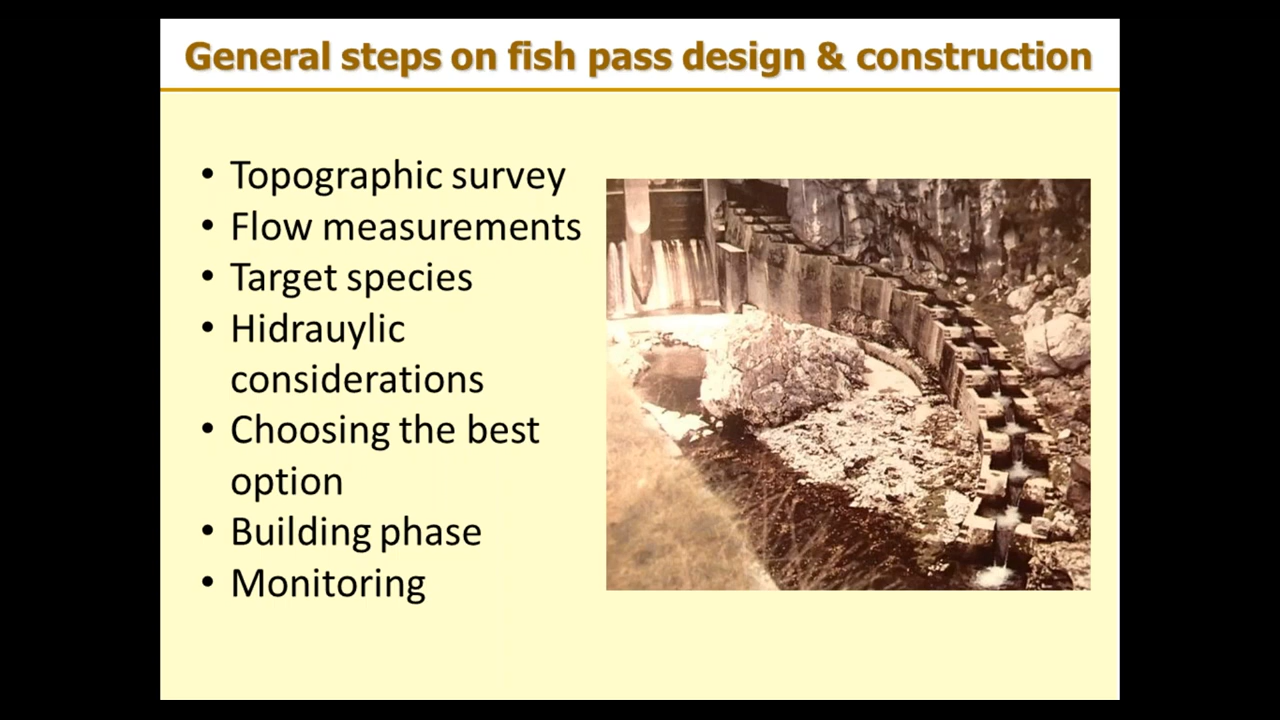 General steps on fish pass design & construction
• Topographic survey
• Flow measurements
• Target species
• Hidrauylic
considerations
• Choosing the best
option
• Building phase
• Monitoring